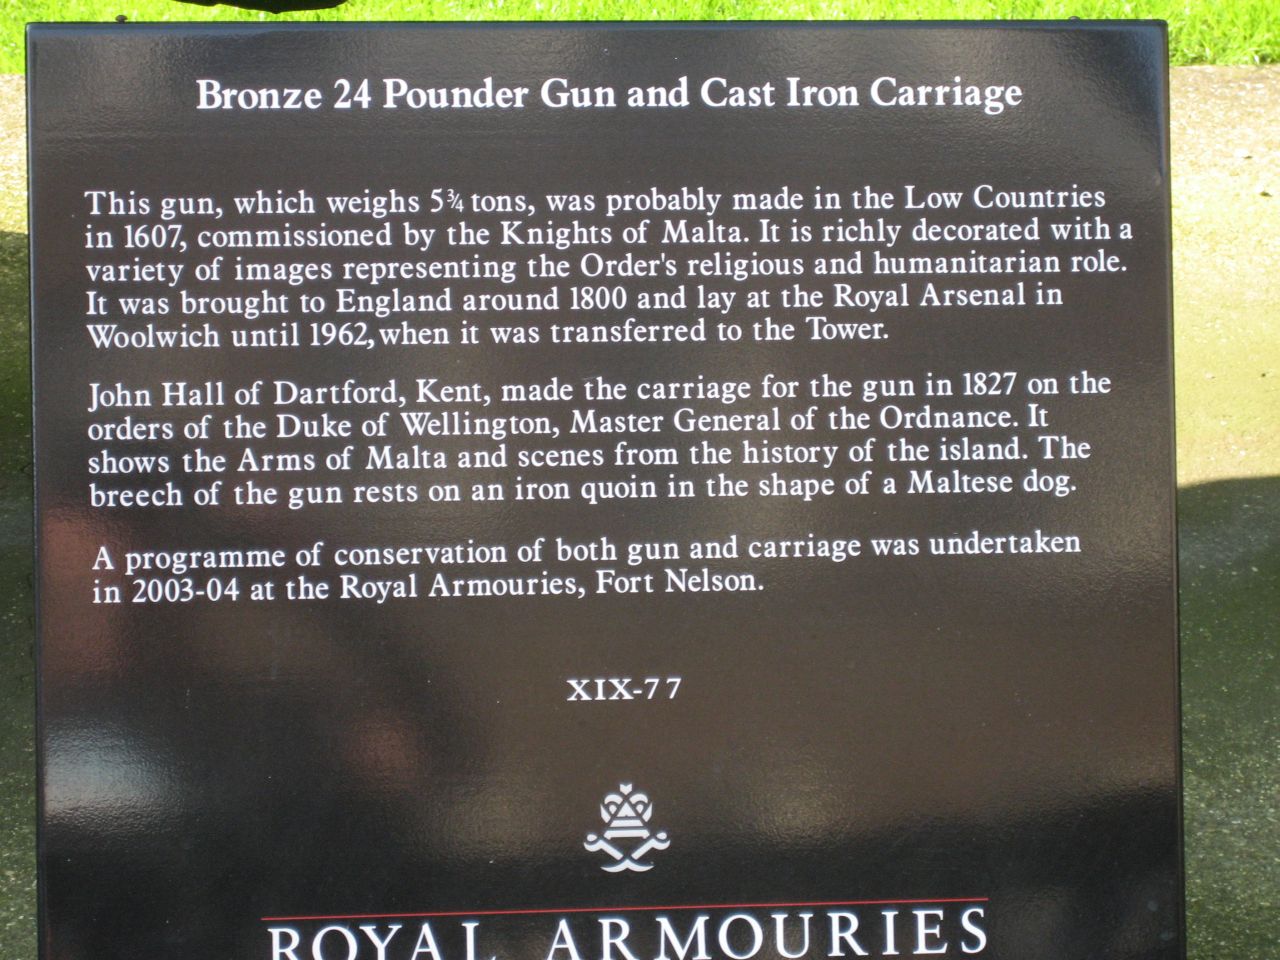 Bronze 24 Pounder Gun and Cast Iron Carriage
This gun, which weighs 5¾ tons, was probably made in the Low Countries
in 1607, commissioned by the Knights of Malta. It is richly decorated with a
variety of images representing the Order's religious and humanitarian role.
It was brought to England around 1800 and lay at the Royal Arsenal in
Woolwich until 1962, when it was transferred to the Tower.
John Hall of Dartford, Kent, made the carriage for the gun in 1827 on the
orders of the Duke of Wellington, Master General of the Ordnance. It
shows the Arms of Malta and scenes from the history of the island. The
breech of the gun rests on an iron quoin in the shape of a Maltese dog.
A programme of conservation of both gun and carriage was undertaken
in 2003-04 at the Royal Armouries, Fort Nelson.
XIX-77
ROYAL ARMOURIES